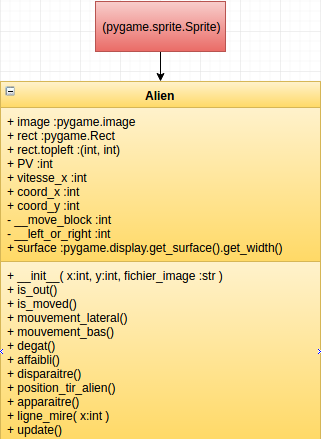 (pygame.sprite.Sprite)
Alien
+ image :pygame.image
+ rect :pygame.Rect
+ rect.topleft :(int, int)
+ PV :int
+ vitesse_x :int
+ coord_x :int
+ coord_y :int
- __move_block :int
- __left_or_right :int
+ surface :pygame.display.get_surface().get_width()
+ __init__( x:int, y:int, fichier_image :str )
+ is_out()
+ is_moved()
+ mouvement_lateral()
+ mouvement_bas()
+ degat()
+ affaibli()
+ disparaitre()
+ position_tir_alien()
+ apparaitre()
+ ligne_mire( x:int )
+ update()